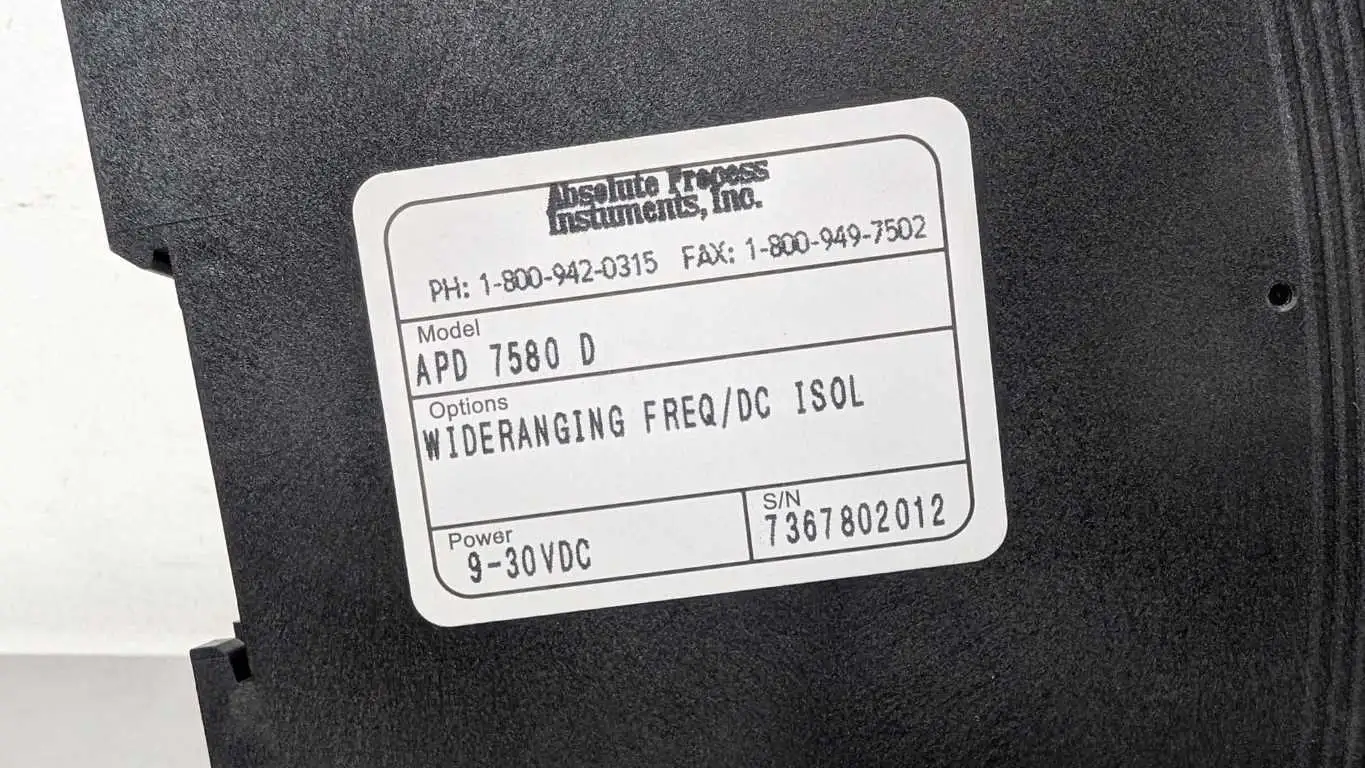 Absolute Process
Instuments, Inc.
PH: 1-800-942-0315 FAX: 1-800-949-7502
Model
APD 7580 D
Options
WIDERANGING FREQ/DC ISOL
Power
9-30VDC
S/N
7367802012